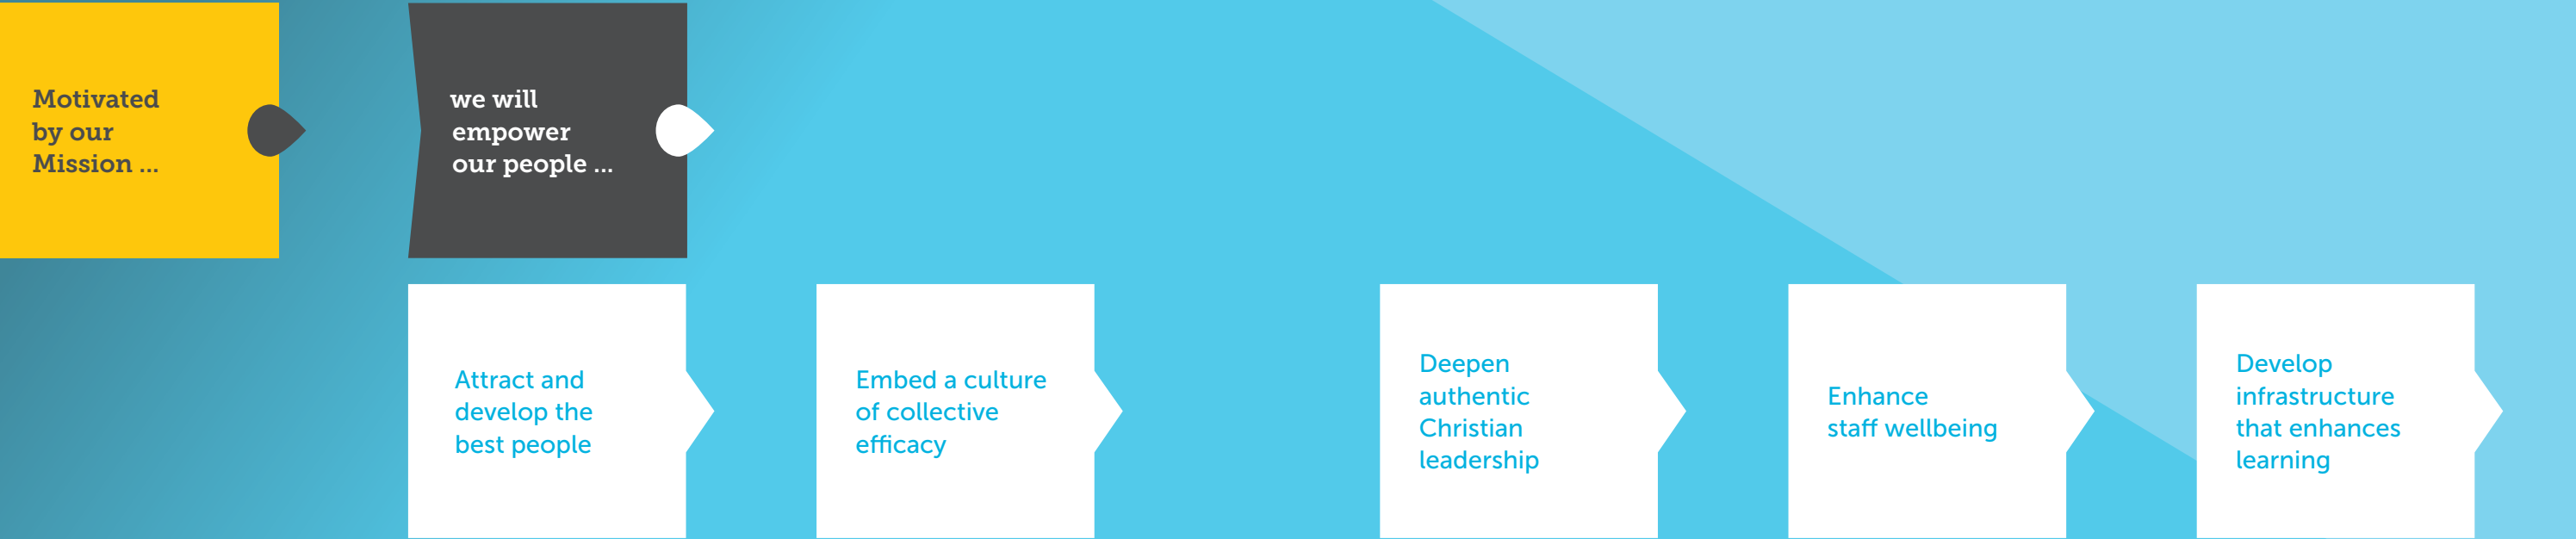 Motivated
by our
Mission ...
we will
empower
our people ...
Attract and
develop the
best people
Embed a culture
of collective
efficacy
Deepen
authentic
Christian
leadership
Enhance
staff wellbeing
Develop
infrastructure
that enhances
learning